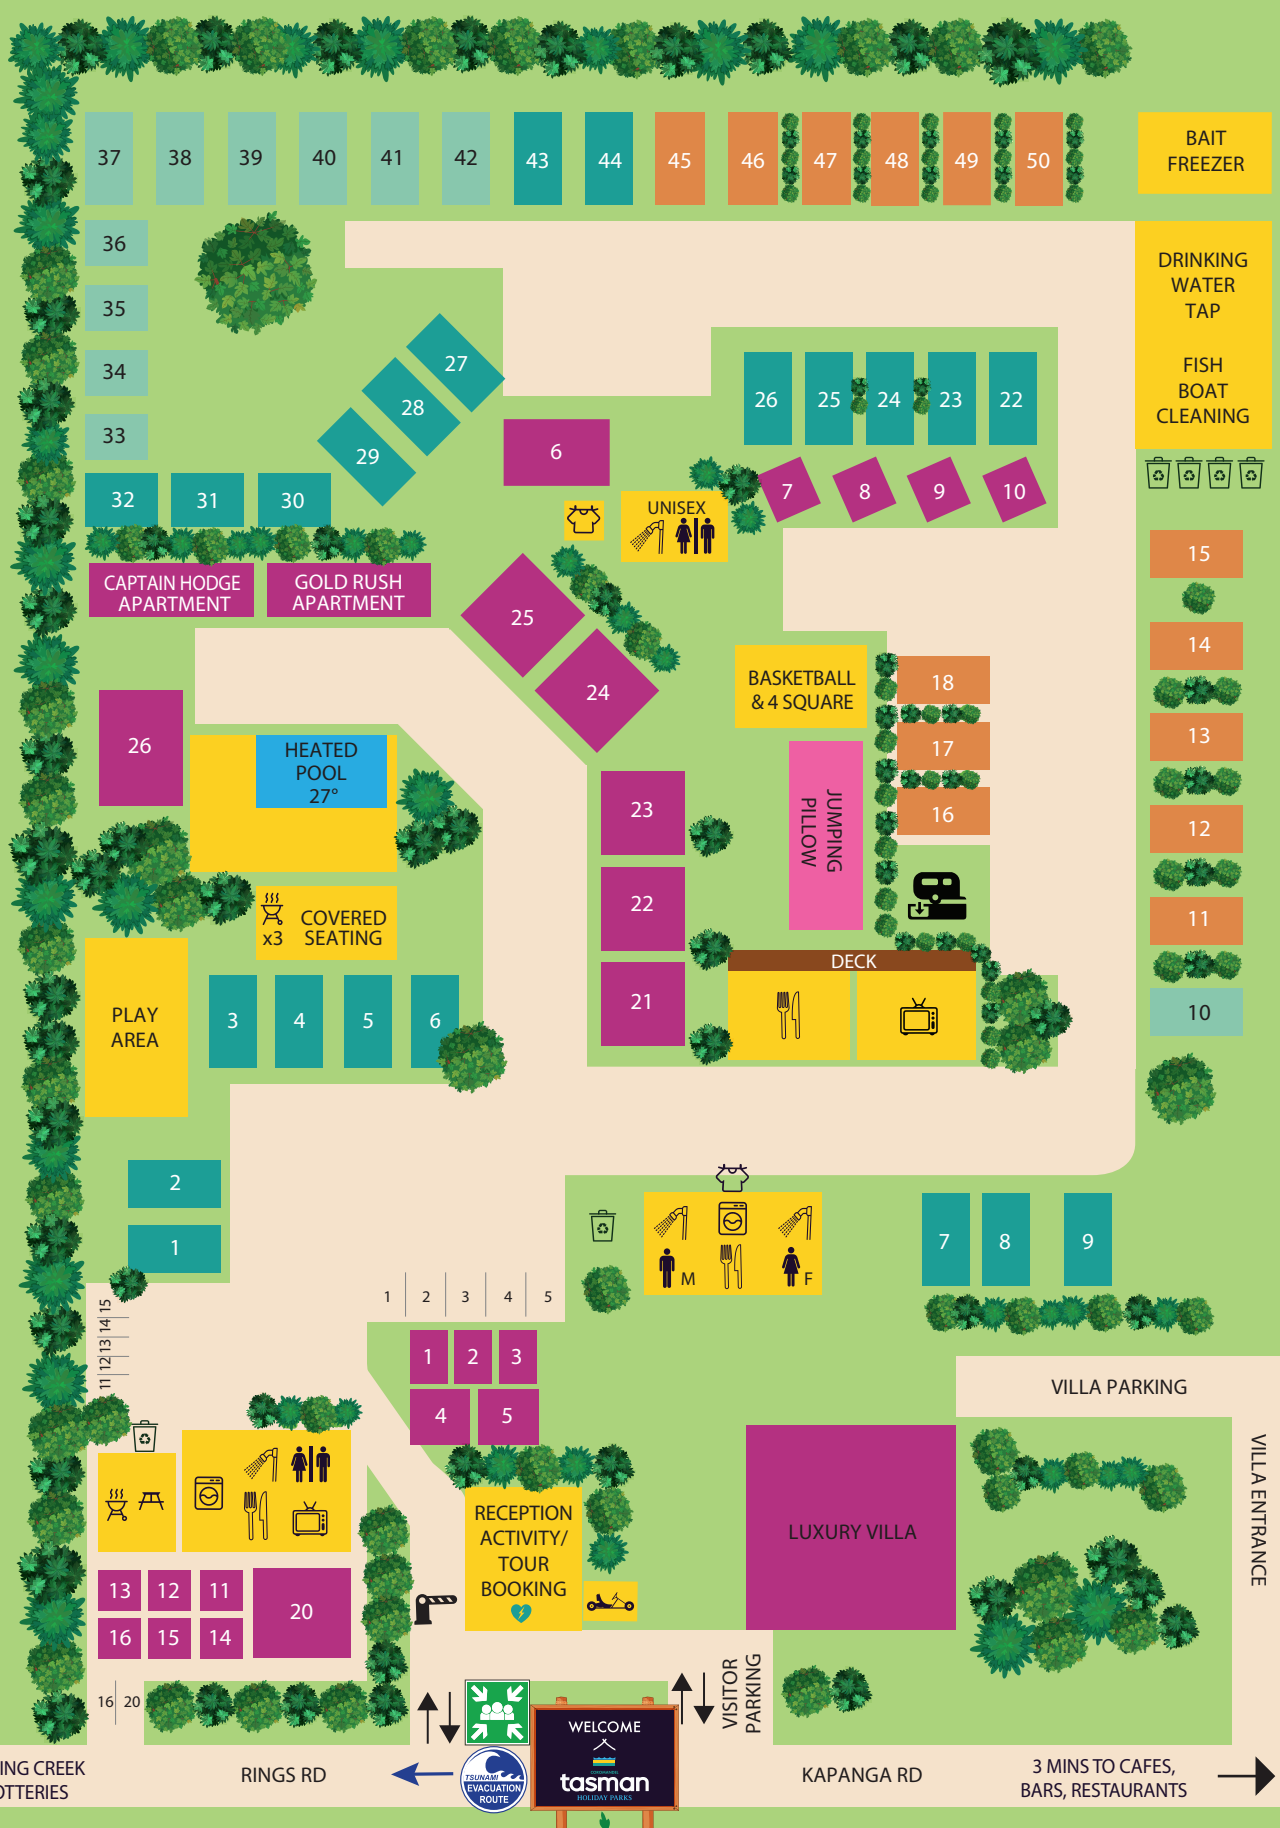 37
38
39
40
41
42
43
44
45
46
47
48
49
50
BAIT
FREEZER
36
35
34
33
32
31
30
29
28
27
DRINKING
WATER
TAP
FISH
BOAT
CLEANING
26
25
24
23
22
6
7
8
9
10
UNISEX
CAPTAIN HODGE
APARTMENT
GOLD RUSH
APARTMENT
25
24
15
14
13
12
11
10
BASKETBALL
& 4 SQUARE
18
17
16
26
HEATED
POOL
27°
JUMPING
PILLOW
23
22
21
x3
COVERED
SEATING
DECK
PLAY
AREA
3
4
5
6
2
1
M
F
7
8
9
1
2
3
4
5
15
14
13
12
11
1
2
3
4
5
VILLA PARKING
VILLA ENTRANCE
LUXURY VILLA
RECEPTION
ACTIVITY/
TOUR
BOOKING
13
12
11
20
16
15
14
16
20
VISITOR
PARKING
WELCOME
COROMANDEL
tasman
HOLIDAY PARKS
TSUNAMI
EVACUATION
ROUTE
ING CREEK
OTTERIES
RINGS RD
KAPANGA RD
3 MINS TO CAFES,
BARS, RESTAURANTS